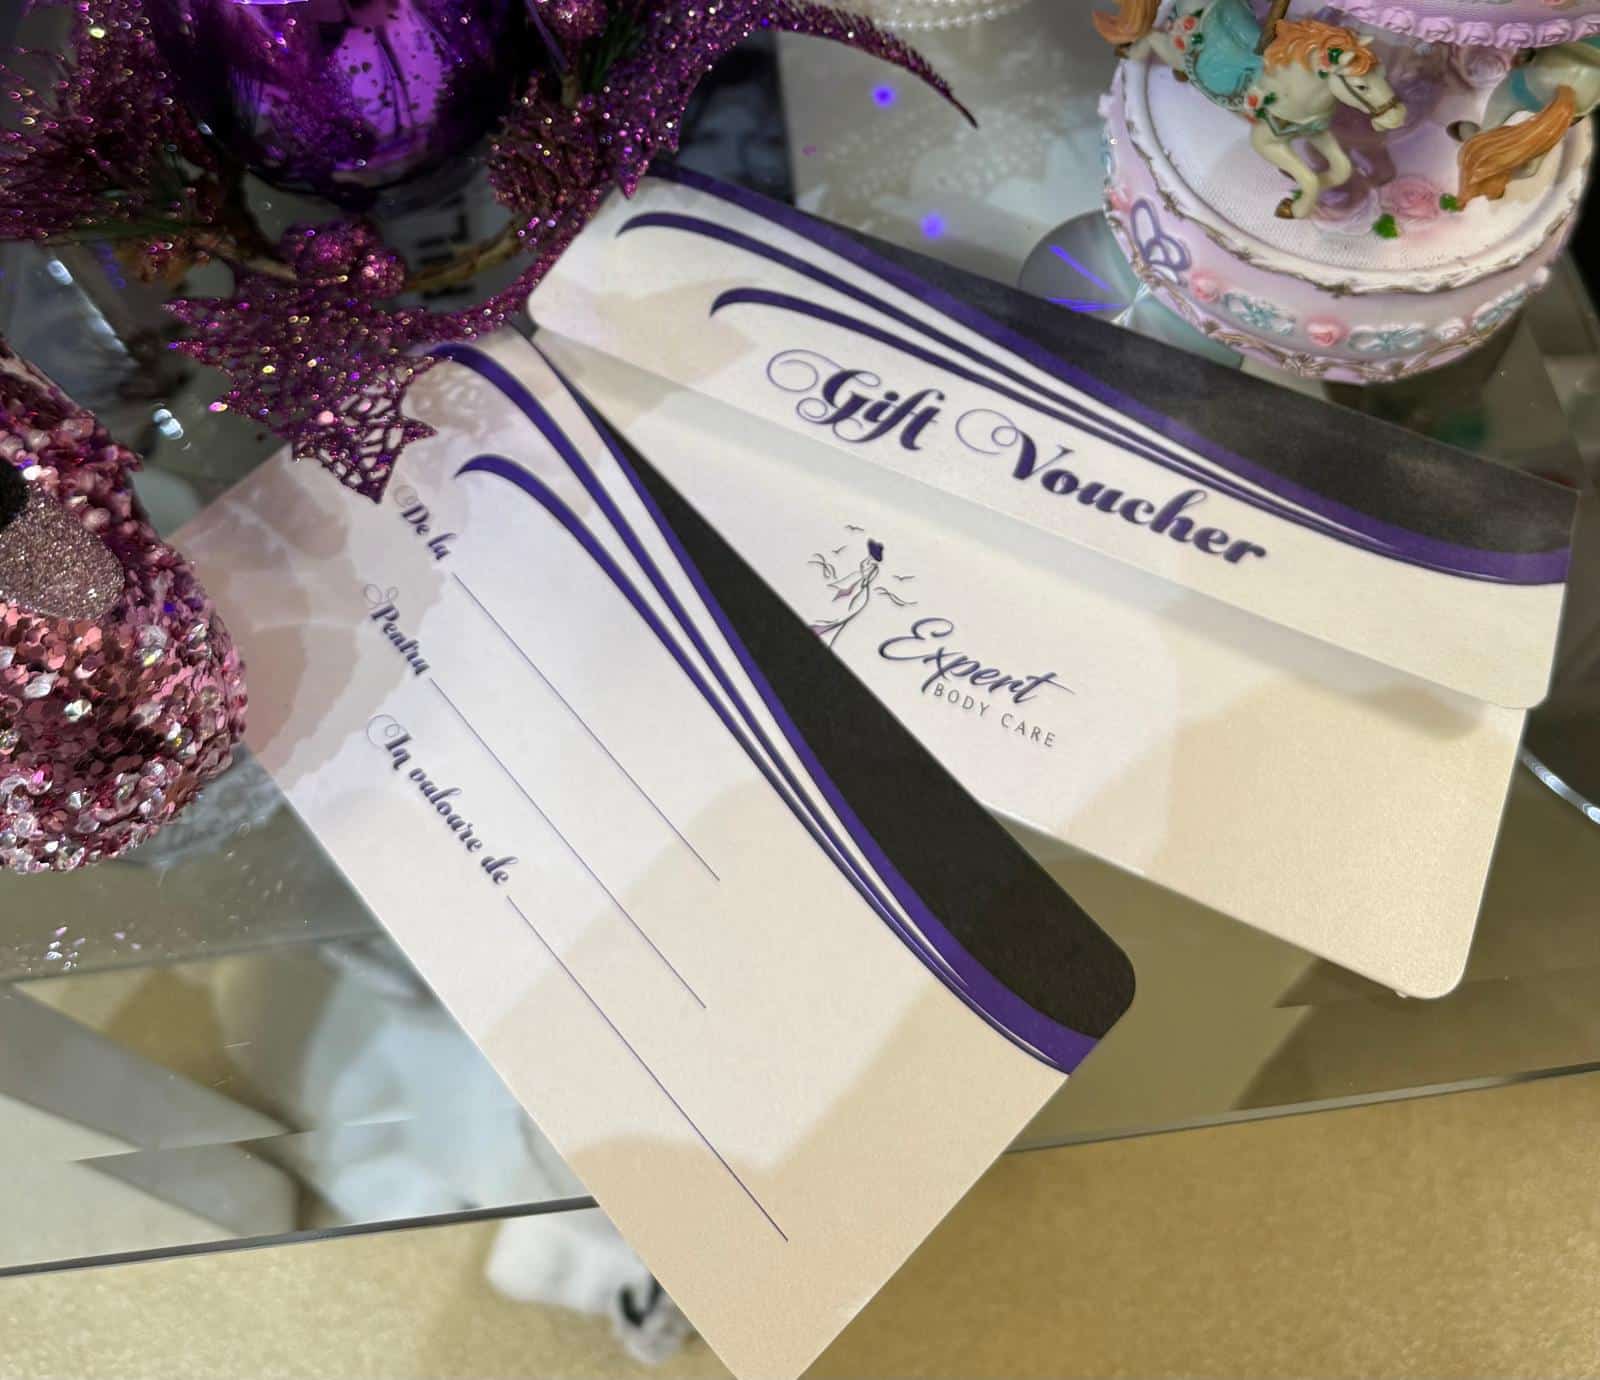 Gift Voucher
Expert
BODY CARE
De la
Pentru
In valoare de